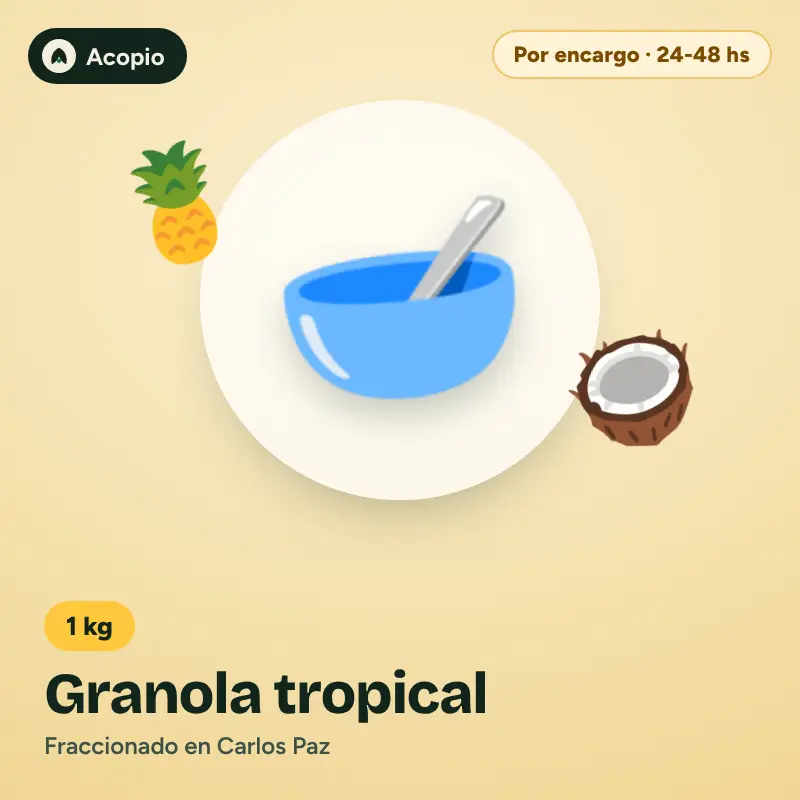 Acopio
Por encargo · 24-48 hs
1 kg
Granola tropical
Fraccionado en Carlos Paz